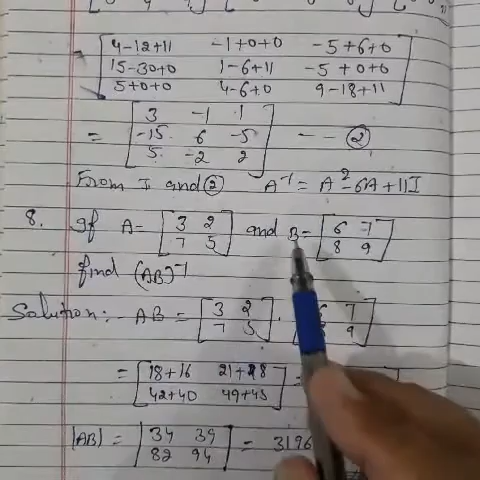 = [ 4-12+11 -1+0+0 -5+6+0
15-30+0 1-6+11 -5+0+0
5+0+0 4-6+0 9-18+11 ]
= [ 3 -1 1
-15 6 -5
5 -2 2 ] -- ②
From I and ② A⁻¹ = A²-6A+11I
8. If A= [ 3 2
7 5 ] and B= [ 6 7
8 9 ]
find (AB)⁻¹
Solution:- AB = [ 3 2
7 5 ] . 7
9 ]
= [ 18+16 21+18
42+40 49+45 ] =
|AB| = | 34 39
82 94 | = 3196